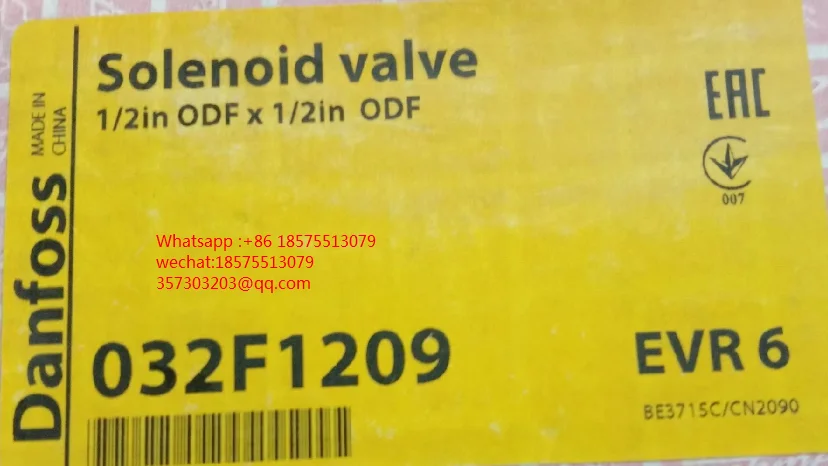 Solenoid valve
1/2in ODF x 1/2in ODF
EAC
007
MADE IN
CHINA
Danfoss
Whatsapp :+86 18575513079
wechat:18575513079
357303203@qq.com
032F1209
EVR 6
BE3715C/CN2090